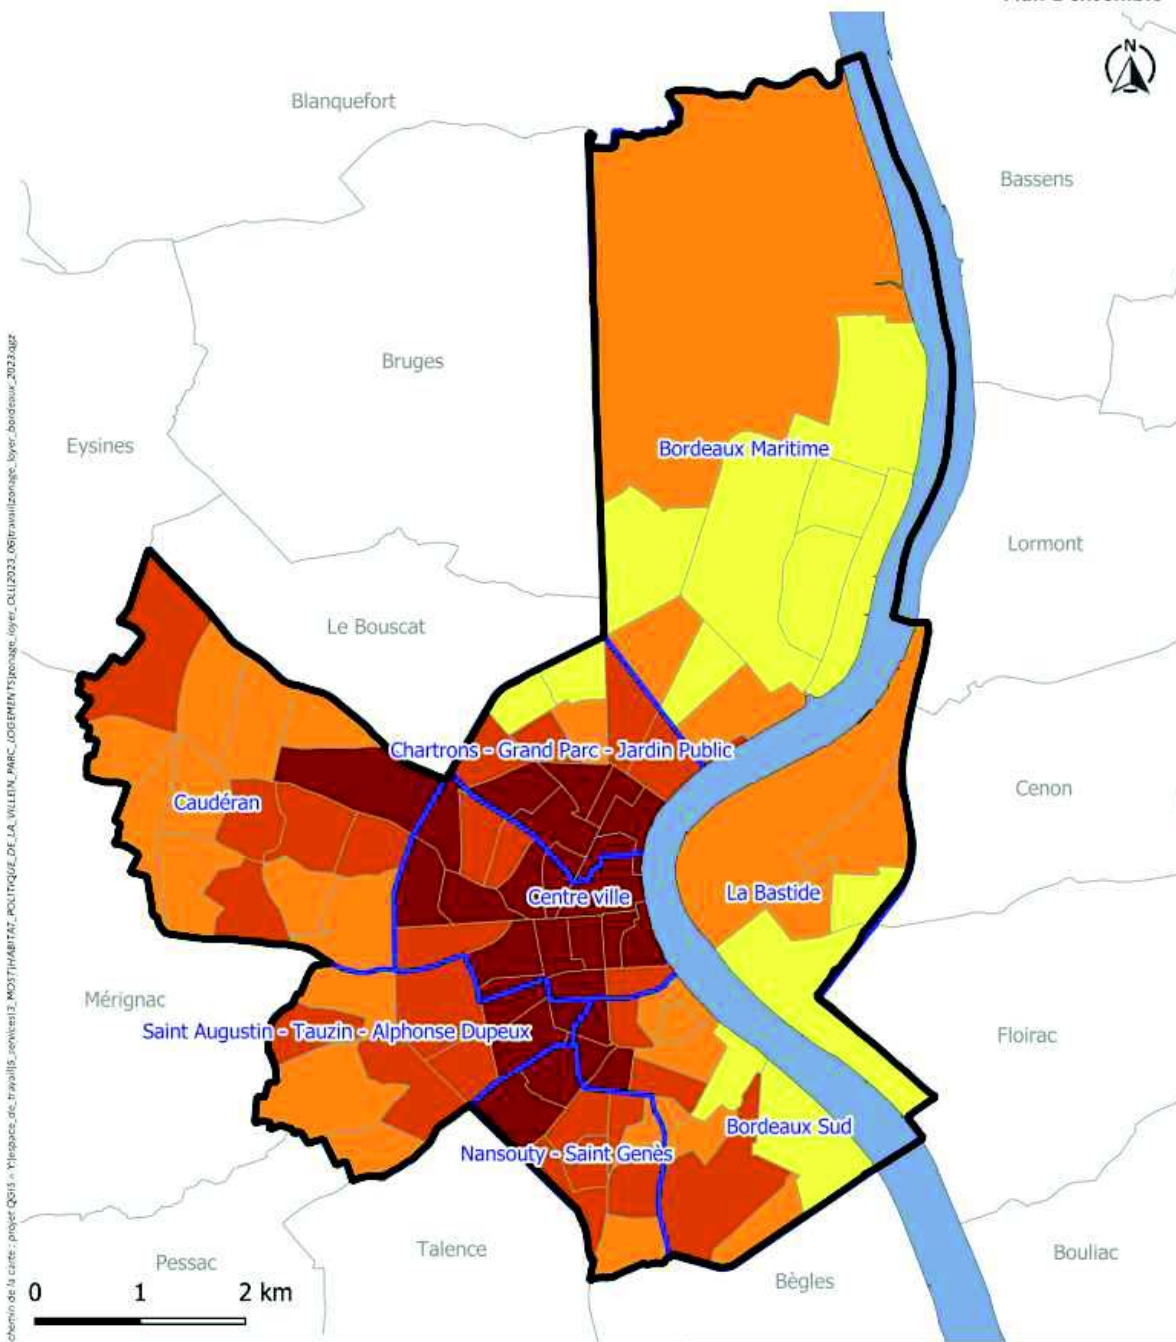 N
Blanquefort
Bassens
Bruges
Eysines
Bordeaux Maritime
Lormont
Le Bouscat
Chartrons - Grand Parc - Jardin Public
Cenon
Caudéran
Centre ville
La Bastide
Mérignac
Saint Augustin - Tauzin - Alphonse Dupeux
Floirac
Bordeaux Sud
Nansouty - Saint Genès
Talence
Pessac
Bouliac
Bègles
0 1 2 km